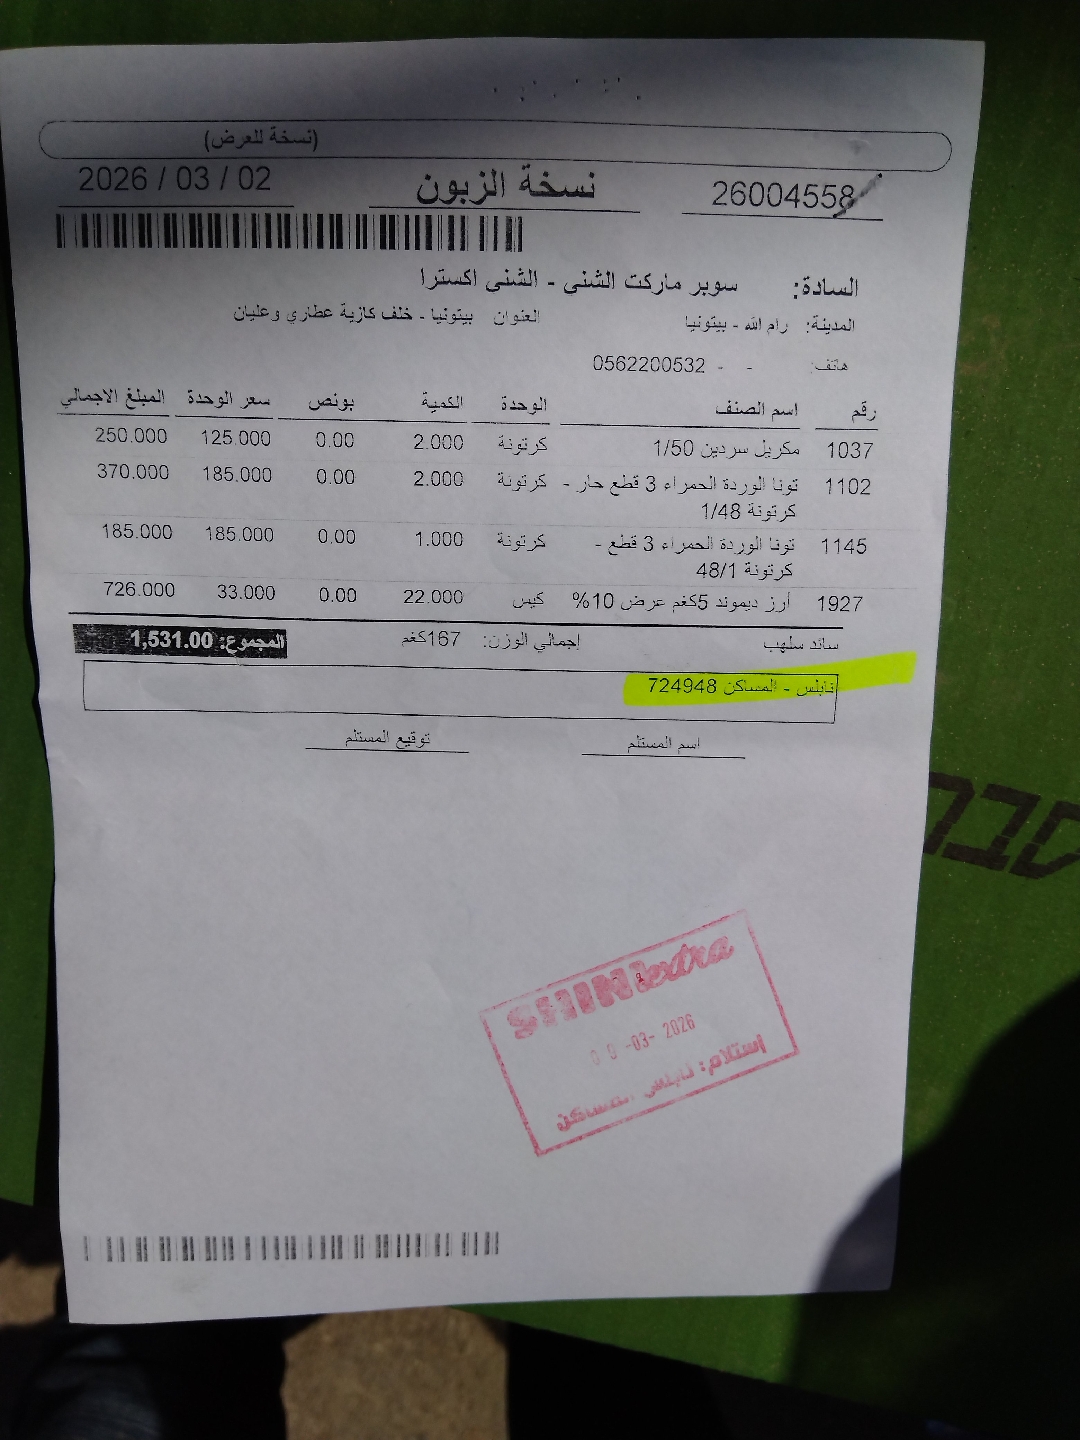 (نسخة للعرض)
26004558 نسخة الزبون 2026 / 03 / 02
السادة: سوبر ماركت الشني - الشني اكسترا
المدينة: رام الله - بيتونيا العنوان بيتونيا - خلف كازية عطاري وعليان
هاتف: - - 0562200532
رقم اسم الصنف الوحدة الكمية بونص سعر الوحدة المبلغ الاجمالي
1037 مكريل سردين 1/50 كرتونة 2.000 0.00 125.000 250.000
1102 تونا الوردة الحمراء 3 قطع حار - كرتونة 2.000 0.00 185.000 370.000
كرتونة 1/48
1145 تونا الوردة الحمراء 3 قطع - كرتونة 1.000 0.00 185.000 185.000
كرتونة 48/1
1927 أرز ديموند 5كغم عرض 10% كيس 22.000 0.00 33.000 726.000
سائد سلهب إجمالي الوزن: 167كغم المجموع: 1,531.00
نابلس - المساكن 724948
اسم المستلم توقيع المستلم
SHINI extra
-03- 2026
إستلام: نابلس المساكن